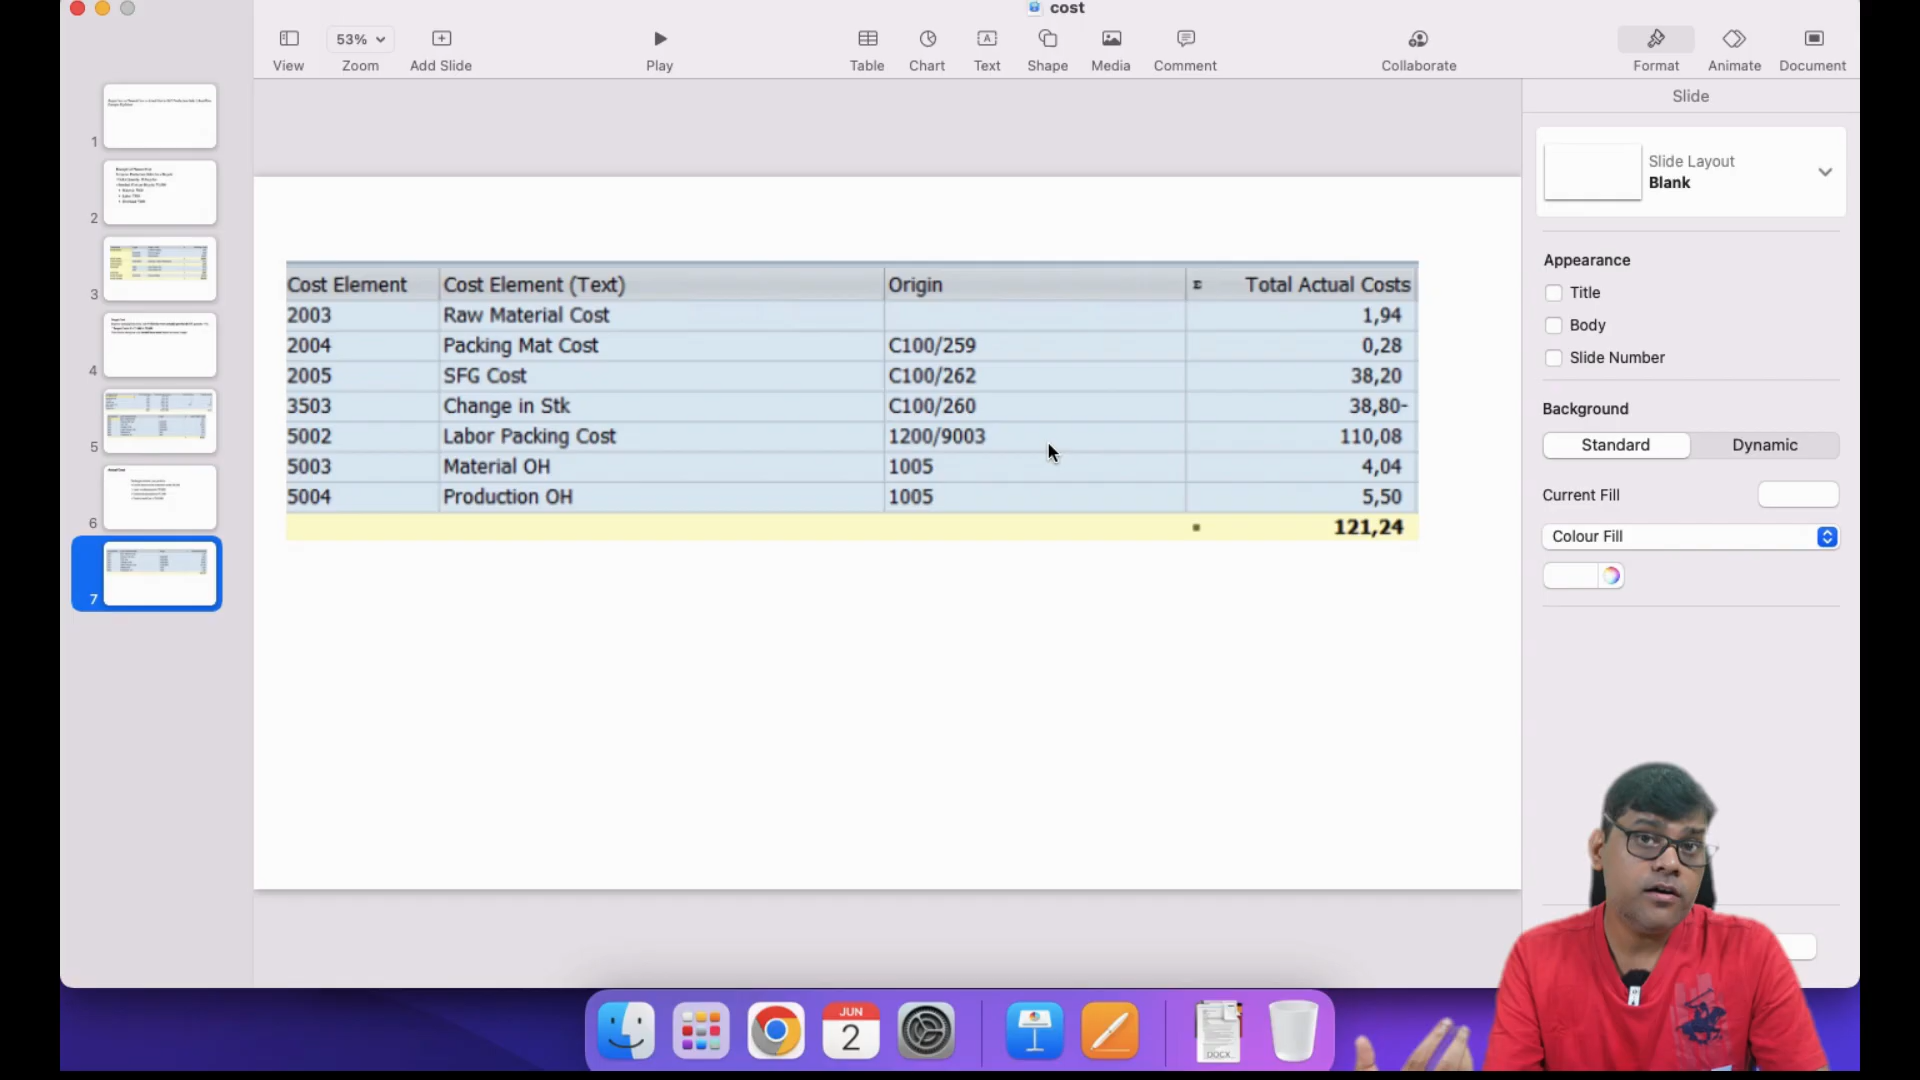 cost
View
53%
Zoom
Add Slide
Play
Table
Chart
Text
Shape
Media
Comment
Collaborate
Format
Animate
Document
Slide
Slide Layout
Blank
Appearance
Title
Body
Slide Number
Background
Standard
Dynamic
Current Fill
Colour Fill
1
2
3
4
5
6
7
Cost Element Cost Element (Text) Origin Σ Total Actual Costs
2003 Raw Material Cost 1,94
2004 Packing Mat Cost C100/259 0,28
2005 SFG Cost C100/262 38,20
3503 Change in Stk C100/260 38,80-
5002 Labor Packing Cost 1200/9003 110,08
5003 Material OH 1005 4,04
5004 Production OH 1005 5,50
121,24
JUN
2
DOCX